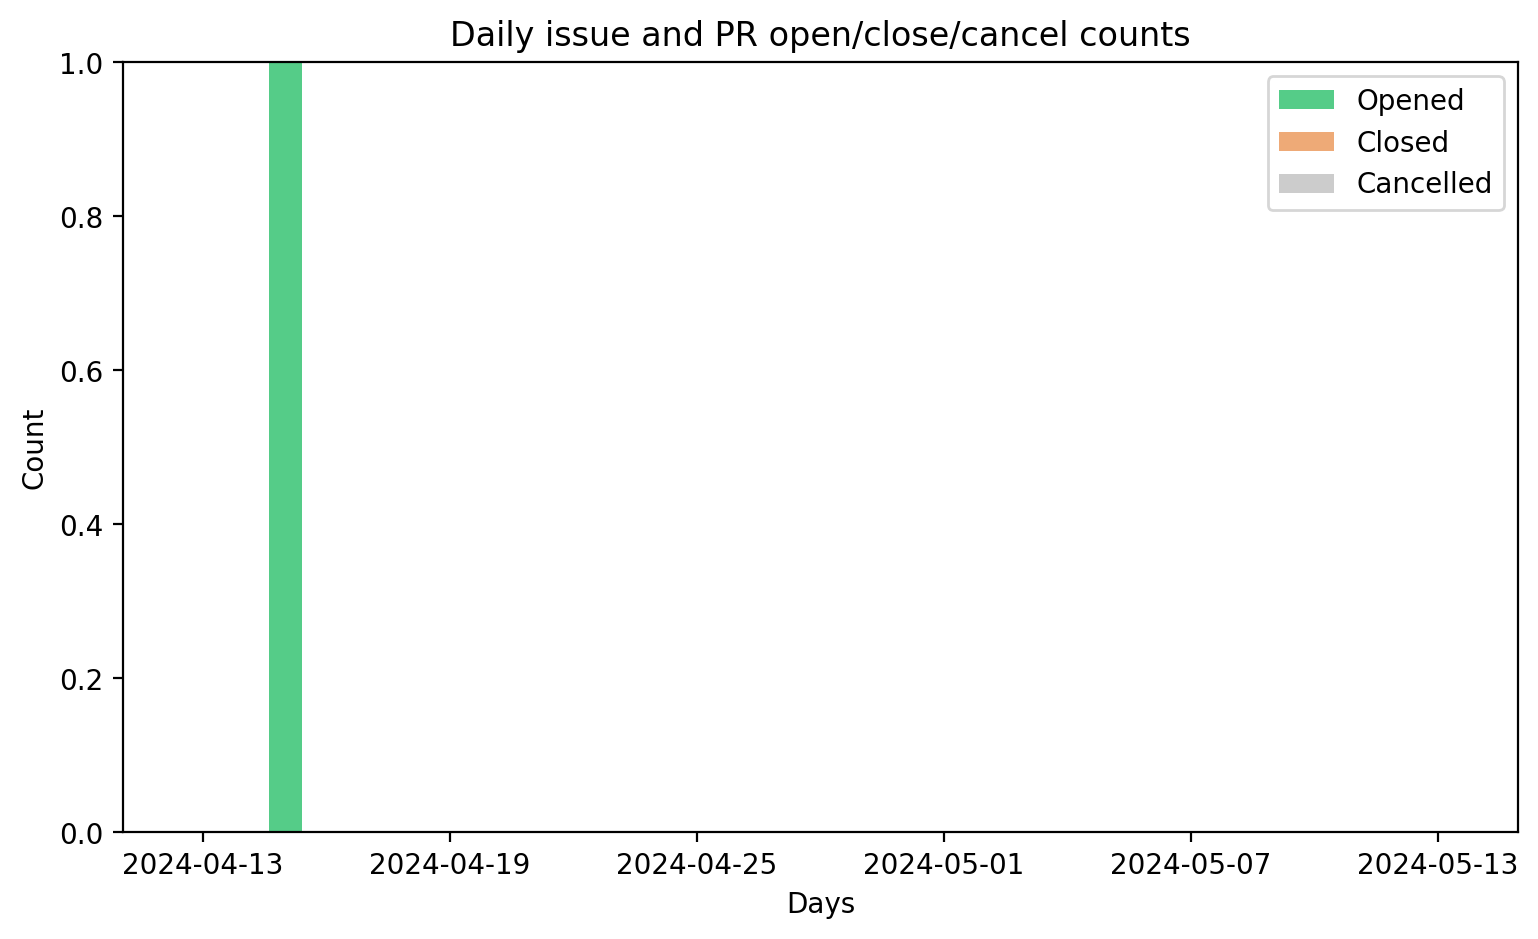 Daily issue and PR open/close/cancel counts
1.0
0.8
0.6
0.4
0.2
0.0
Count
Opened
Closed
Cancelled
2024-04-13 2024-04-19 2024-04-25 2024-05-01 2024-05-07 2024-05-13
Days